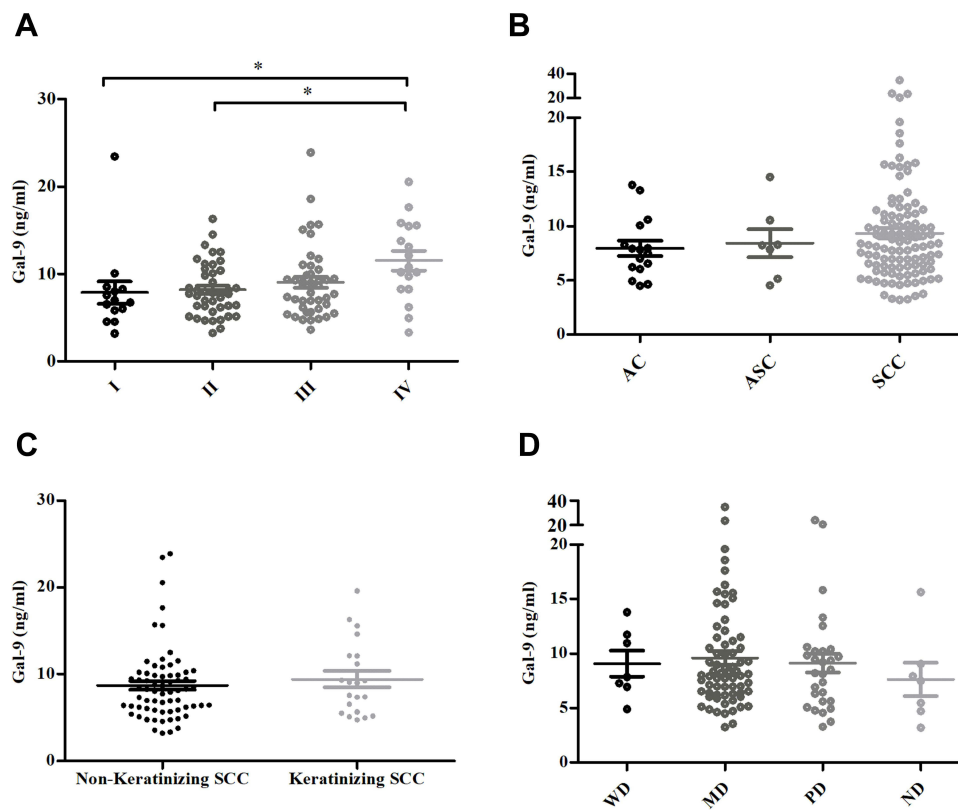 A
*
*
30
20
10
0
Gal-9 (ng/ml)
I
II
III
IV
B
40
20
20
15
10
5
0
Gal-9 (ng/ml)
AC
ASC
SCC
C
30
20
10
0
Gal-9 (ng/ml)
Non-Keratinizing SCC
Keratinizing SCC
D
40
20
20
15
10
5
0
Gal-9 (ng/ml)
WD
MD
PD
ND